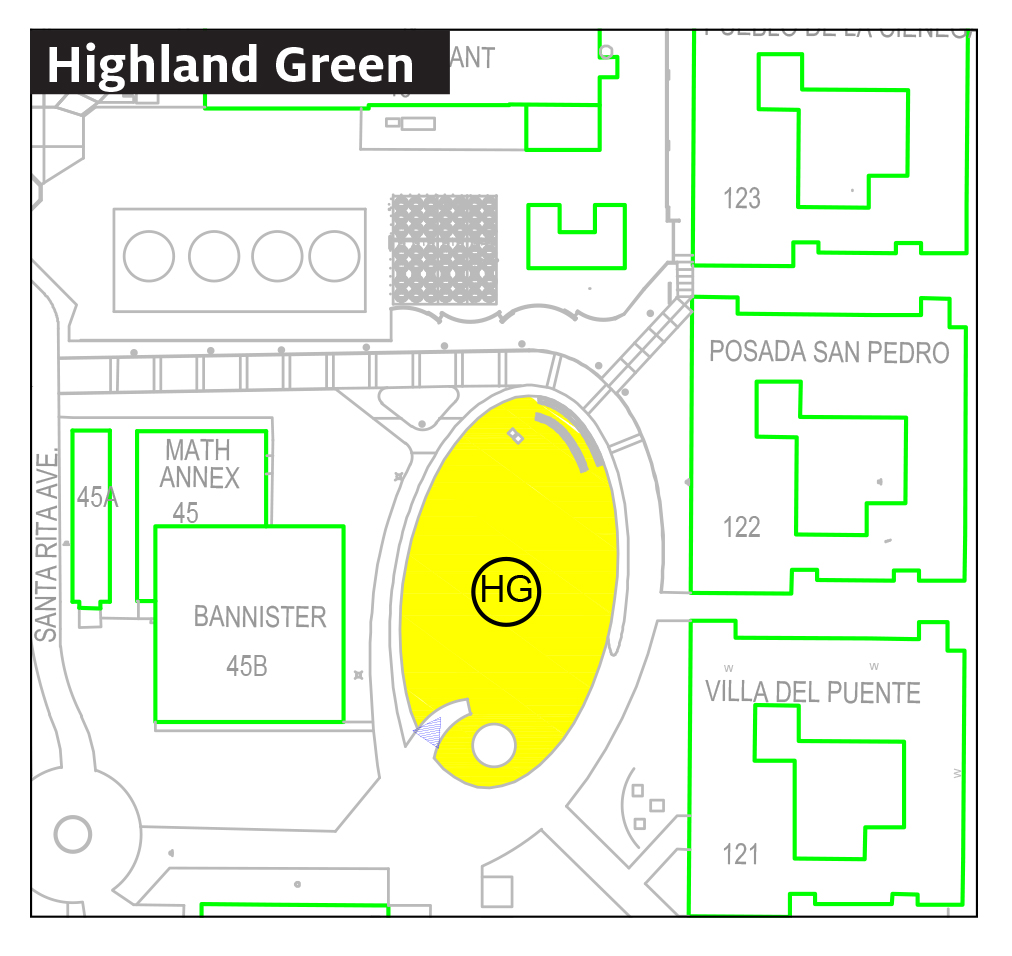 Highland Green
ANT
PUEBLO DE LA CIENEG
123
POSADA SAN PEDRO
MATH
ANNEX
45
45A
SANTA RITA AVE.
122
HG
BANNISTER
45B
W
W
VILLA DEL PUENTE
W
121